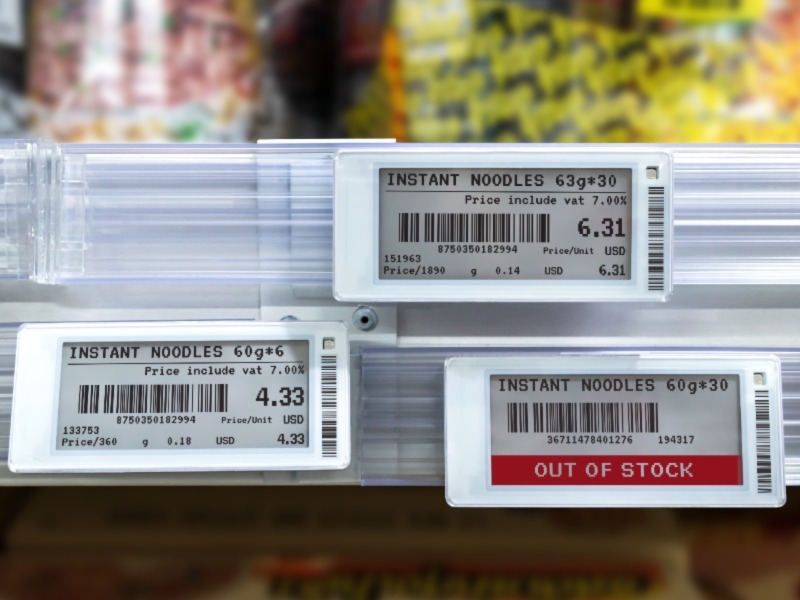 INSTANT NOODLES 63g*30
Price include vat 7.00%
6.31
8750350182994 Price/Unit USD
151963
Price/1890 g 0.14 USD 6.31
INSTANT NOODLES 60g*6
Price include vat 7.00%
4.33
8750350182994 Price/Unit USD
133753
Price/360 g 0.18 USD 4.33
INSTANT NOODLES 60g*30
36711478401276 194317
OUT OF STOCK